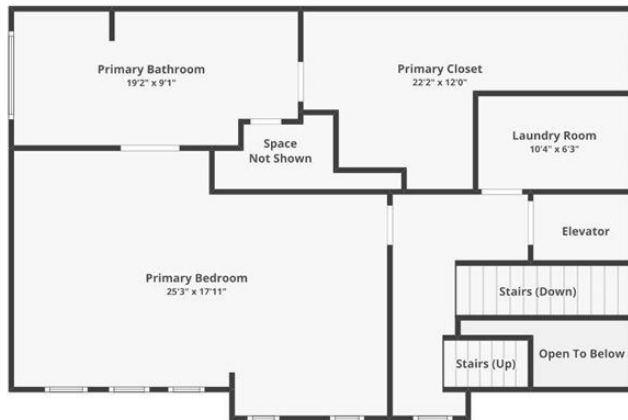 Primary Bathroom
19'2" x 9'1"
Primary Closet
22'2" x 12'0"
Space
Not Shown
Laundry Room
10'4" x 6'3"
Elevator
Primary Bedroom
25'3" x 17'11"
Stairs (Down)
Stairs (Up)
Open To Below